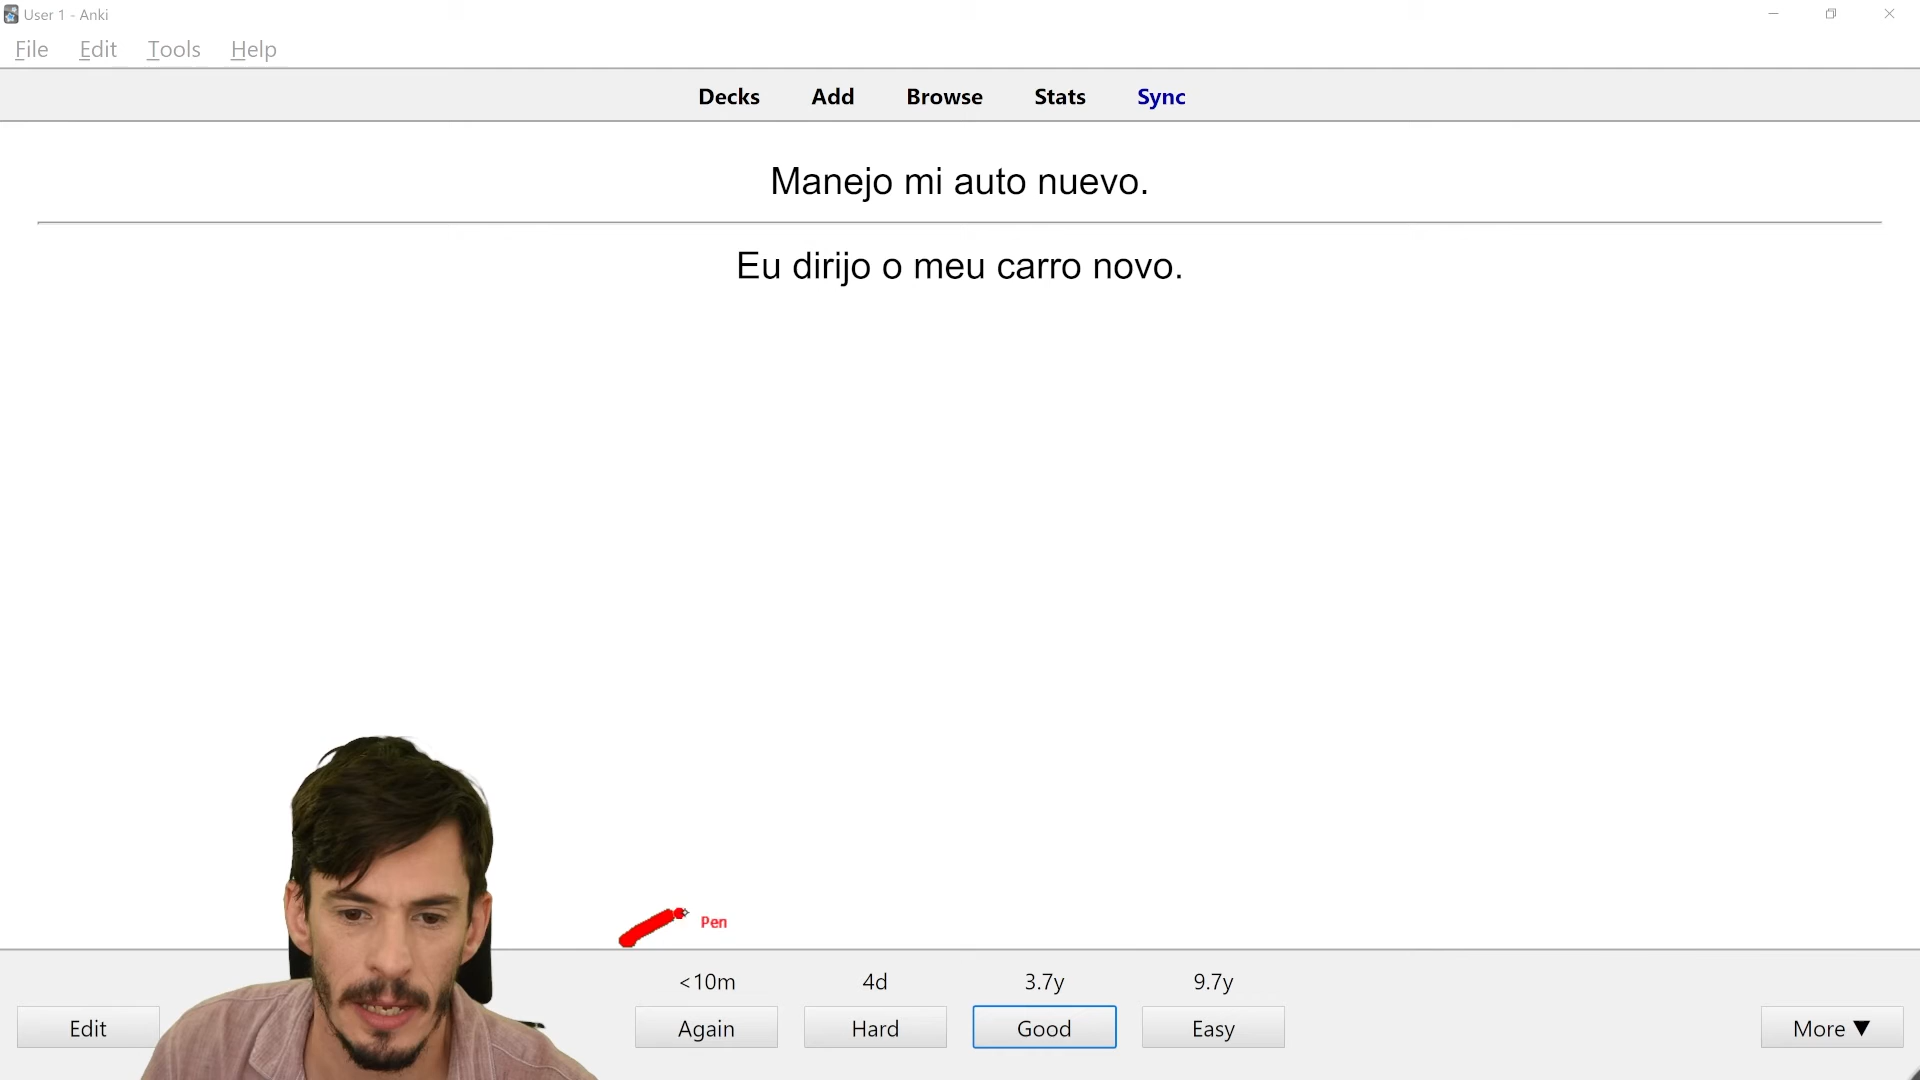 User 1 - Anki
File Edit Tools Help
Decks Add Browse Stats Sync
Manejo mi auto nuevo.
Eu dirijo o meu carro novo.
Pen
<10m 4d 3.7y 9.7y
Edit Again Hard Good Easy More ▼